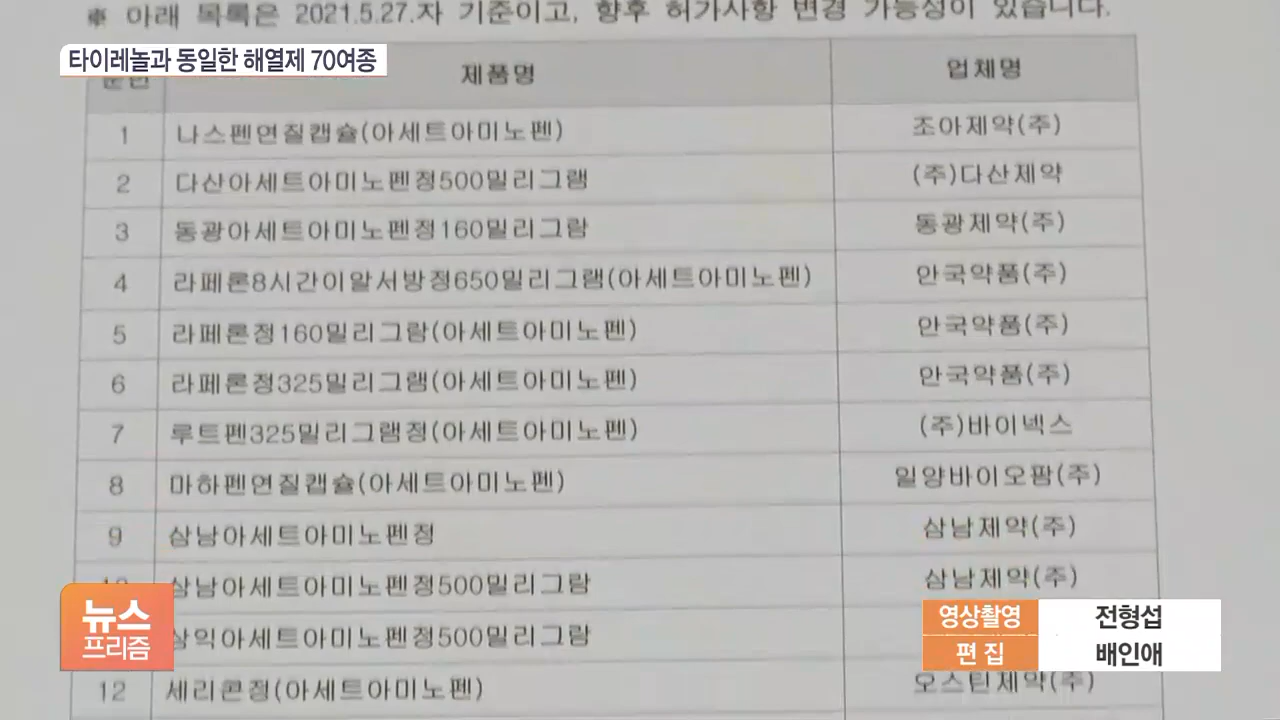 ※ 아래 목록은 2021.5.27.자 기준이고, 향후 허가사항 변경 가능성이 있습니다.
타이레놀과 동일한 해열제 70여종
제품명 업체명
1 나스펜연질캡슐(아세트아미노펜) 조아제약(주)
2 다산아세트아미노펜정500밀리그램 (주)다산제약
3 동광아세트아미노펜정160밀리그람 동광제약(주)
4 라페론8시간이알서방정650밀리그램(아세트아미노펜) 안국약품(주)
5 라페론정160밀리그람(아세트아미노펜) 안국약품(주)
6 라페론정325밀리그램(아세트아미노펜) 안국약품(주)
7 루트펜325밀리그램정(아세트아미노펜) (주)바이넥스
8 마하펜연질캡슐(아세트아미노펜) 일양바이오팜(주)
9 삼남아세트아미노펜정 삼남제약(주)
삼남아세트아미노펜정500밀리그람 삼남제약(주)
삼익아세트아미노펜정500밀리그람
12 세리콘정(아세트아미노펜) 오스틴제약(주)
뉴스
프리즘
영상촬영 전형섭
편 집 배인애